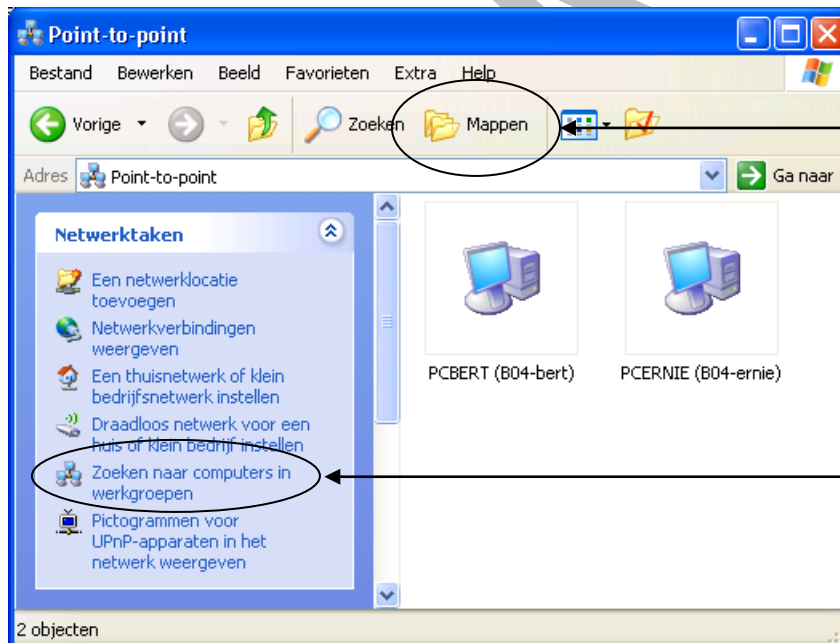 Point-to-point
Bestand Bewerken Beeld Favorieten Extra Help
Vorige Zoeken Mappen
Adres Point-to-point Ga naar
Netwerktaken
Een netwerklocatie
toevoegen
Netwerkverbindingen
weergeven
Een thuisnetwerk of klein
bedrijfsnetwerk instellen
Draadloos netwerk voor een
huis of klein bedrijf instellen
Zoeken naar computers in
werkgroepen
Pictogrammen voor
UPnP-apparaten in het
netwerk weergeven
PCBERT (B04-bert) PCERNIE (B04-ernie)
2 objecten